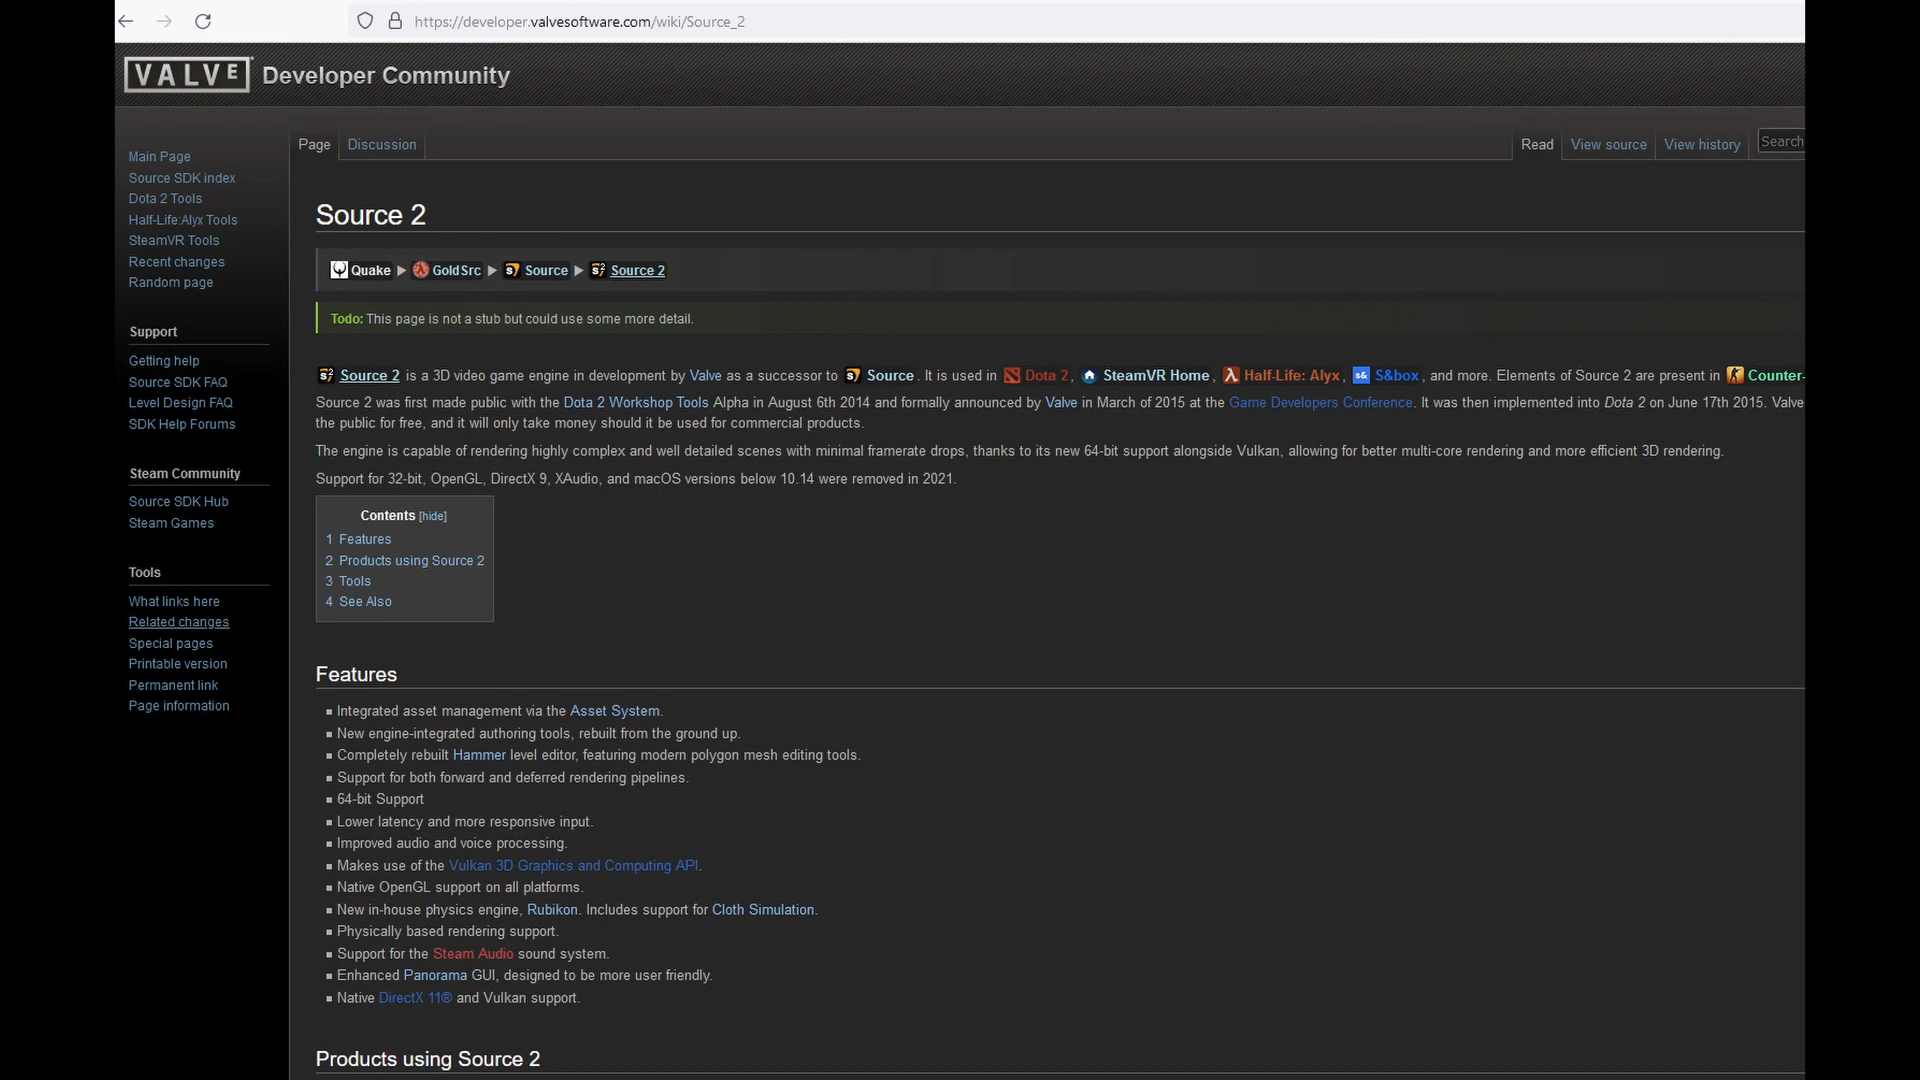 https://developer.valvesoftware.com/wiki/Source_2
VALVE Developer Community
Page Discussion Read View source View history Search
Main Page
Source SDK index
Dota 2 Tools
Half-Life:Alyx Tools
SteamVR Tools
Recent changes
Random page
Support
Getting help
Source SDK FAQ
Level Design FAQ
SDK Help Forums
Steam Community
Source SDK Hub
Steam Games
Tools
What links here
Related changes
Special pages
Printable version
Permanent link
Page information
Source 2
Quake ▶ GoldSrc ▶ Source ▶ Source 2
Todo: This page is not a stub but could use some more detail.
Source 2 is a 3D video game engine in development by Valve as a successor to Source. It is used in Dota 2, SteamVR Home, Half-Life: Alyx, S&box, and more. Elements of Source 2 are present in Counter-
Source 2 was first made public with the Dota 2 Workshop Tools Alpha in August 6th 2014 and formally announced by Valve in March of 2015 at the Game Developers Conference. It was then implemented into Dota 2 on June 17th 2015. Valve
the public for free, and it will only take money should it be used for commercial products.
The engine is capable of rendering highly complex and well detailed scenes with minimal framerate drops, thanks to its new 64-bit support alongside Vulkan, allowing for better multi-core rendering and more efficient 3D rendering.
Support for 32-bit, OpenGL, DirectX 9, XAudio, and macOS versions below 10.14 were removed in 2021.
Contents [hide]
1 Features
2 Products using Source 2
3 Tools
4 See Also
Features
Integrated asset management via the Asset System.
New engine-integrated authoring tools, rebuilt from the ground up.
Completely rebuilt Hammer level editor, featuring modern polygon mesh editing tools.
Support for both forward and deferred rendering pipelines.
64-bit Support
Lower latency and more responsive input.
Improved audio and voice processing.
Makes use of the Vulkan 3D Graphics and Computing API.
Native OpenGL support on all platforms.
New in-house physics engine, Rubikon. Includes support for Cloth Simulation.
Physically based rendering support.
Support for the Steam Audio sound system.
Enhanced Panorama GUI, designed to be more user friendly.
Native DirectX 11® and Vulkan support.
Products using Source 2